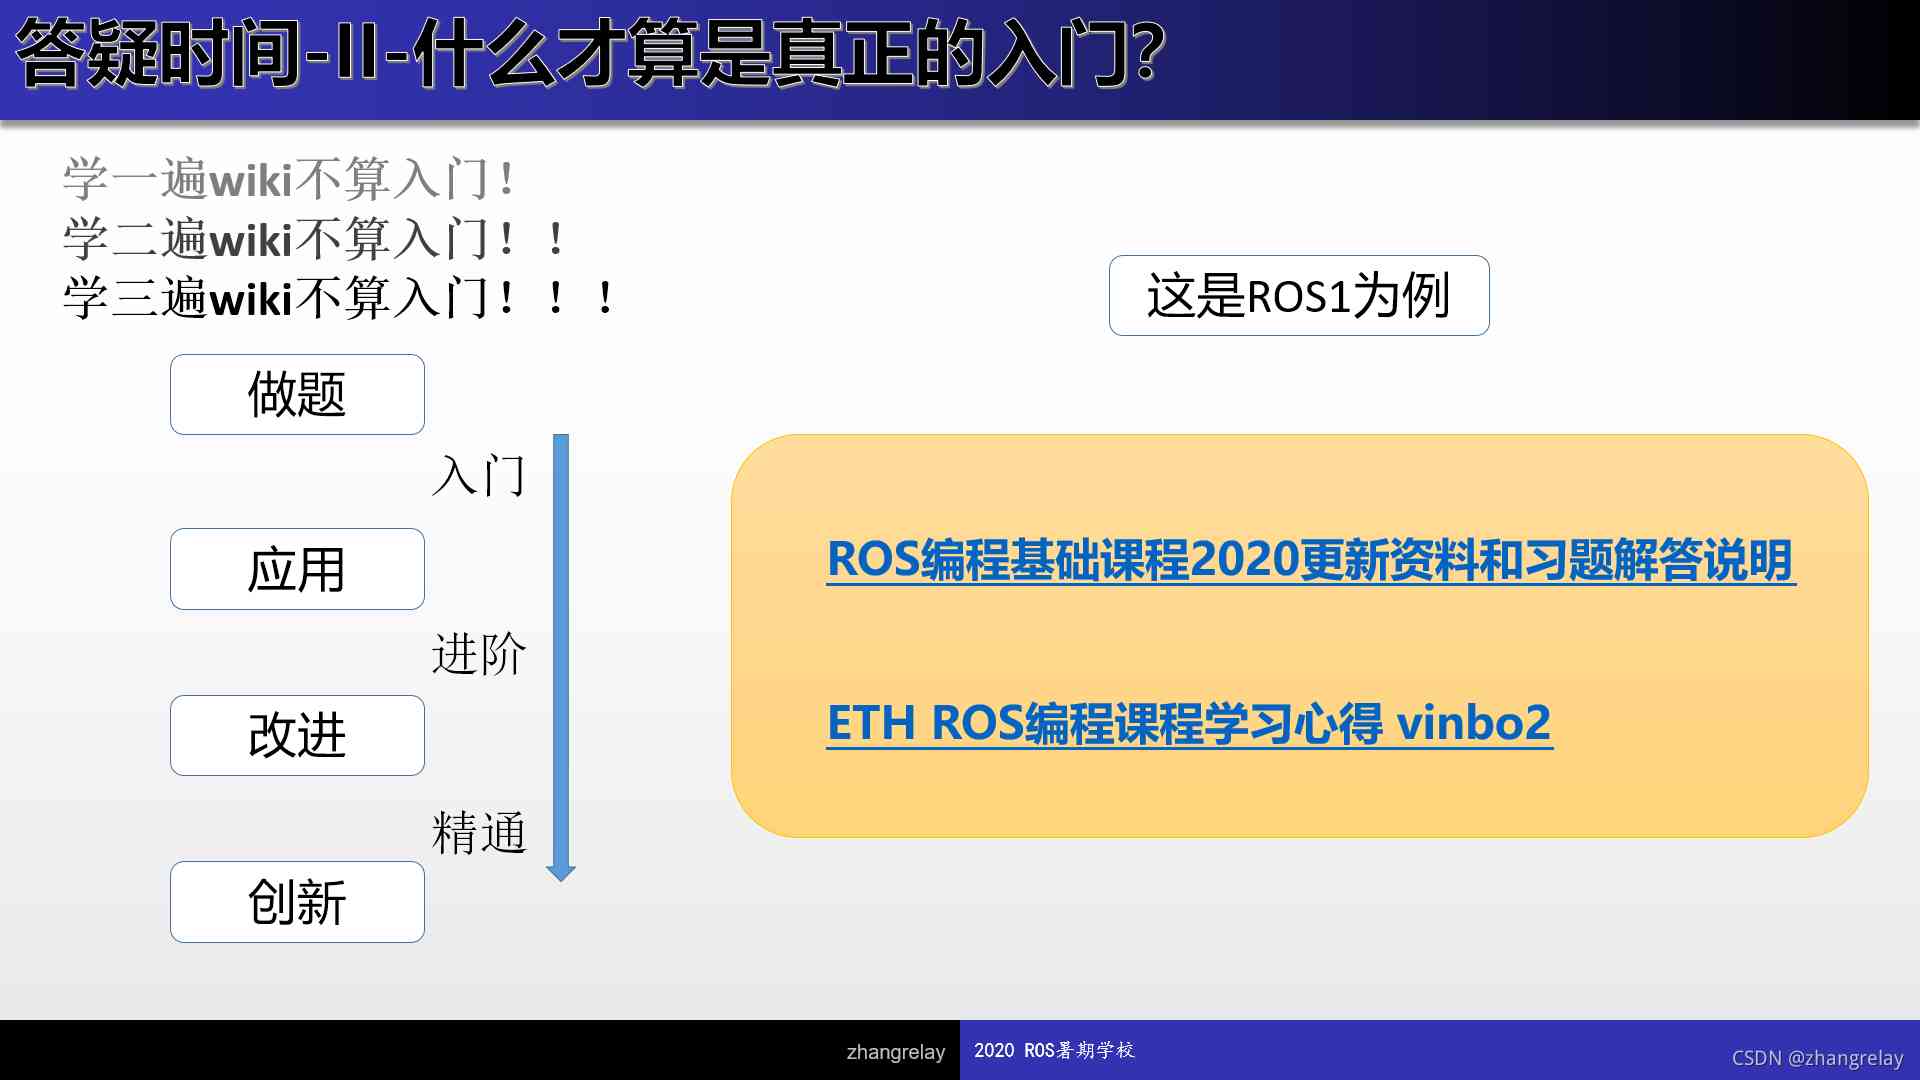 答疑时间-II-什么才算是真正的入门？
学一遍wiki不算入门！
学二遍wiki不算入门！！
学三遍wiki不算入门！！！
这是ROS1为例
做题
入门
应用
进阶
改进
精通
创新
ROS编程基础课程2020更新资料和习题解答说明
ETH ROS编程课程学习心得 vinbo2
zhangrelay
2020 ROS暑期学校
CSDN @zhangrelay